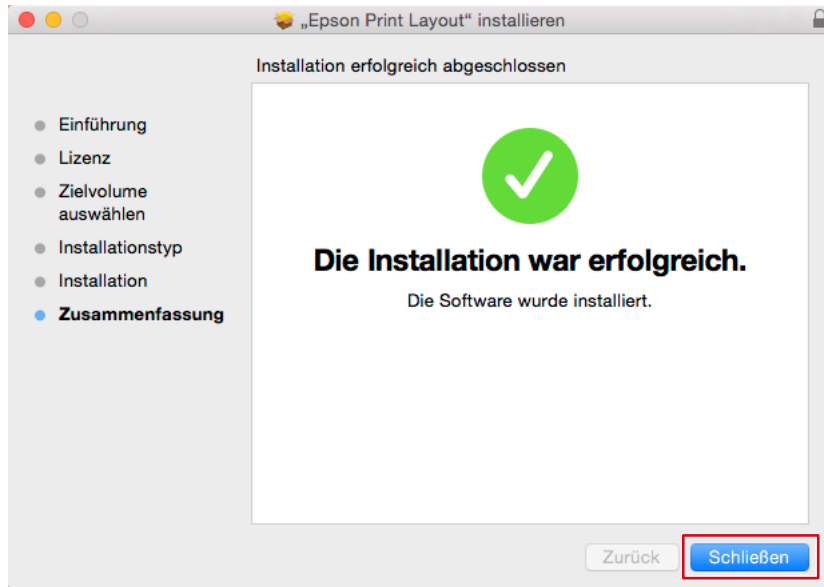 „Epson Print Layout“ installieren
Installation erfolgreich abgeschlossen
Einführung
Lizenz
Zielvolume
auswählen
Installationstyp
Installation
Zusammenfassung
Die Installation war erfolgreich.
Die Software wurde installiert.
Zurück
Schließen